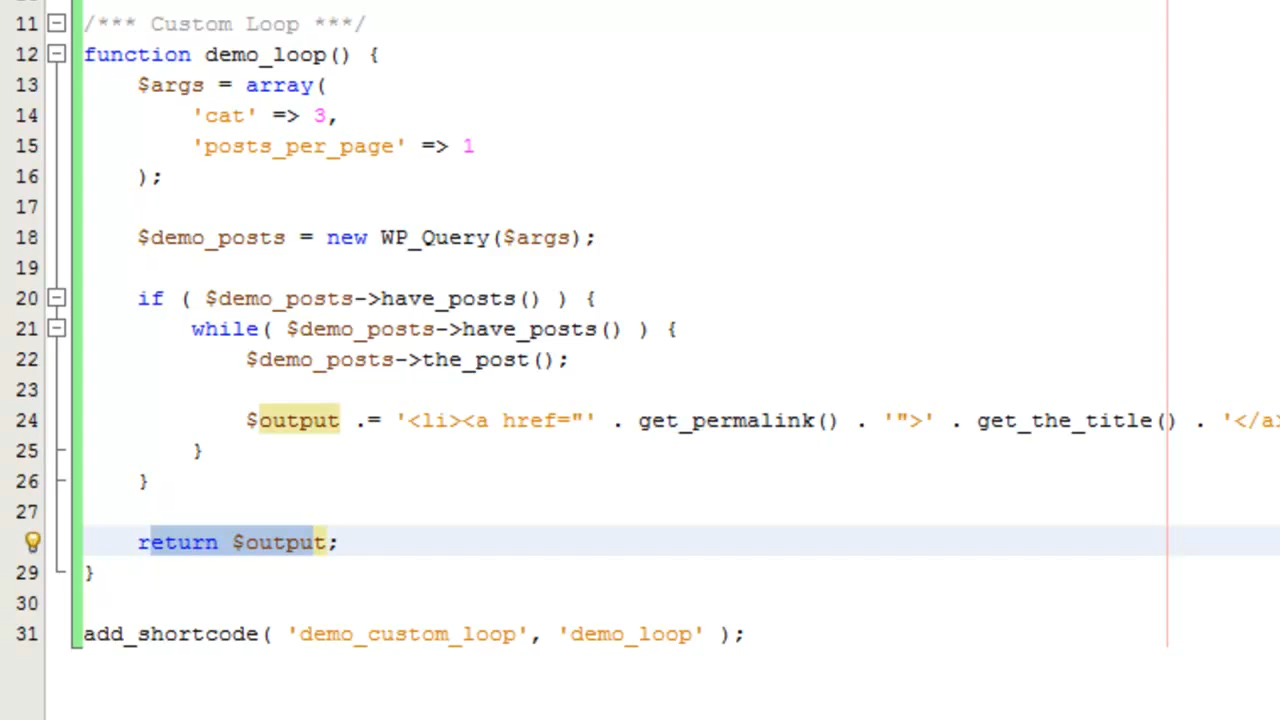 11 /*** Custom Loop ***/
12 function demo_loop() {
13 $args = array(
14 'cat' => 3,
15 'posts_per_page' => 1
16 );
17
18 $demo_posts = new WP_Query($args);
19
20 if ( $demo_posts->have_posts() ) {
21 while( $demo_posts->have_posts() ) {
22 $demo_posts->the_post();
23
24 $output .= '<li><a href="' . get_permalink() . '">' . get_the_title() . '</a>
25 }
26 }
27
return $output;
29 }
30
31 add_shortcode( 'demo_custom_loop', 'demo_loop' );